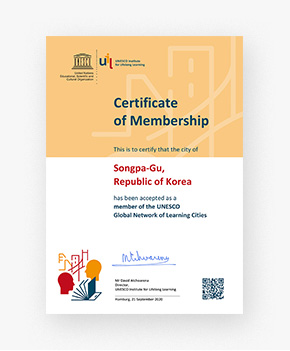 United Nations
Educational, Scientific and
Cultural Organization
uil
UNESCO Institute
for Lifelong Learning
Certificate
of Membership
This is to certify that the city of
Songpa-Gu,
Republic of Korea
has been accepted as a
member of the UNESCO
Global Network of Learning Cities
Mr David Atchoarena
Director,
UNESCO Institute for Lifelong Learning
Hamburg, 21 September 2020